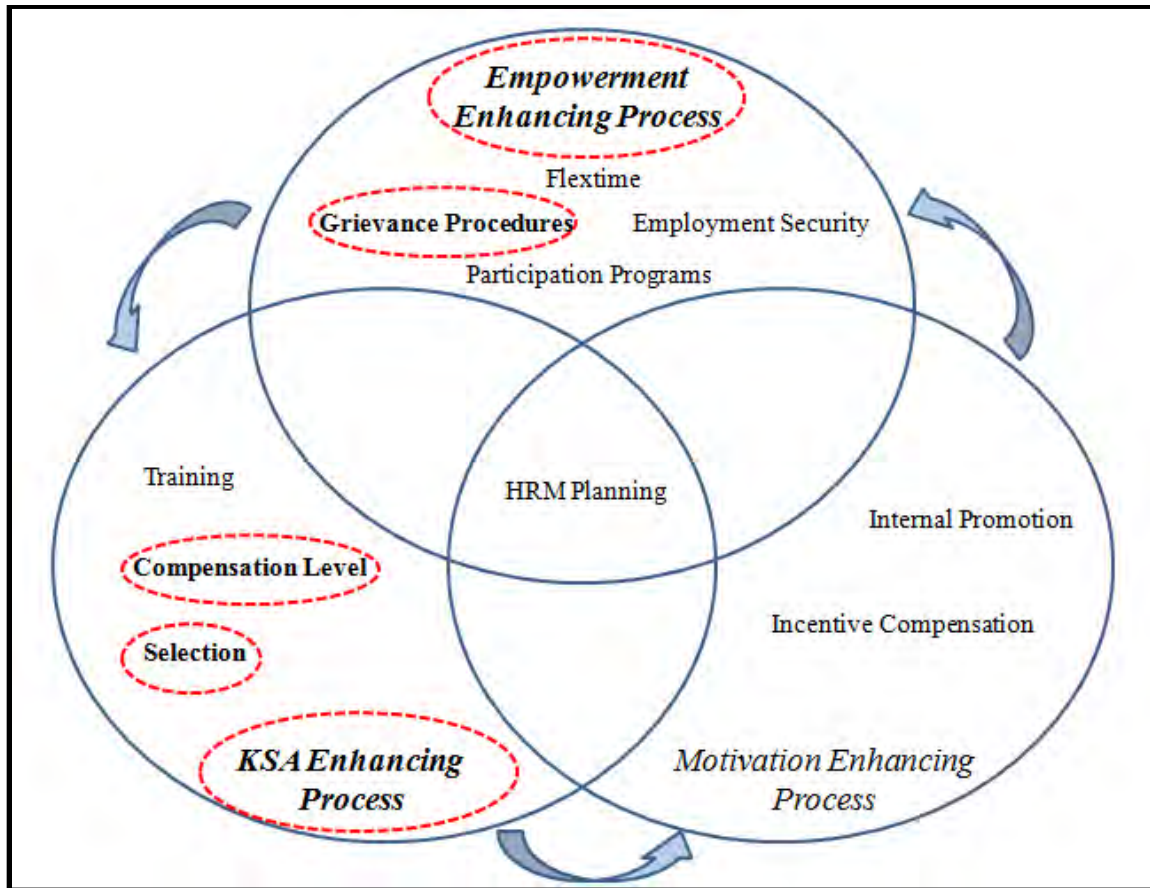 Empowerment
Enhancing Process
Flextime
Grievance Procedures
Employment Security
Participation Programs
Training
HRM Planning
Internal Promotion
Compensation Level
Incentive Compensation
Selection
KSA Enhancing
Process
Motivation Enhancing
Process